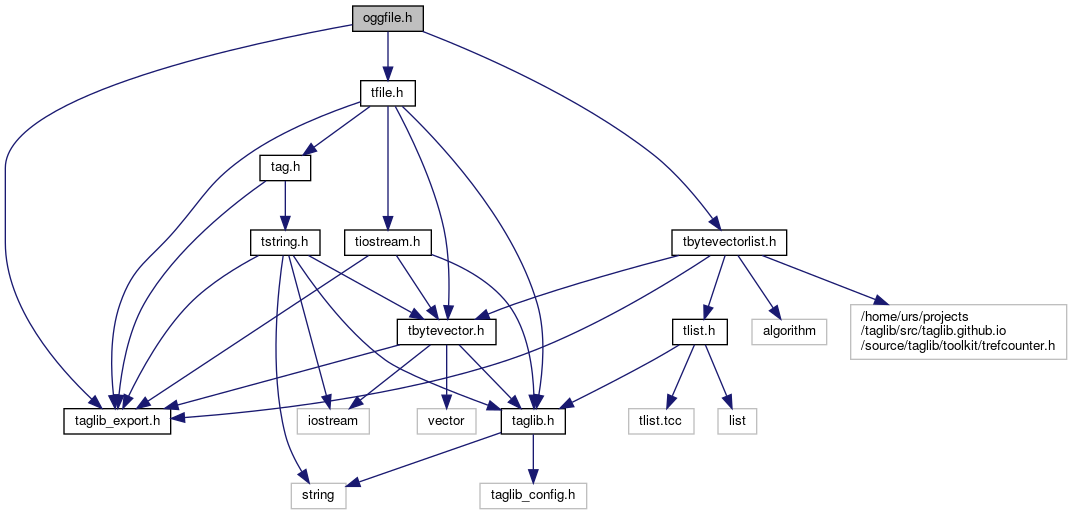 oggfile.h
tfile.h
tag.h
tstring.h
tiostream.h
tbytevectorlist.h
tbytevector.h
tlist.h
algorithm
/home/urs/projects
/taglib/src/taglib.github.io
/source/taglib/toolkit/trefcounter.h
taglib_export.h
iostream
vector
taglib.h
tlist.tcc
list
string
taglib_config.h